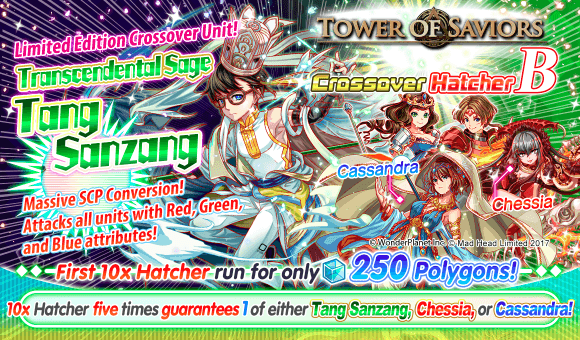 Limited Edition Crossover Unit!
Transcendental Sage
Tang
Sanzang
Massive SCP Conversion!
Attacks all units with Red, Green,
and Blue attributes!
TOWER OF SAVIORS
Crossover Hatcher B
Cassandra
Chessia
© WonderPlanet Inc. © Mad Head Limited 2017
First 10x Hatcher run for only 250 Polygons!
10x Hatcher five times guarantees 1 of either Tang Sanzang, Chessia, or Cassandra!